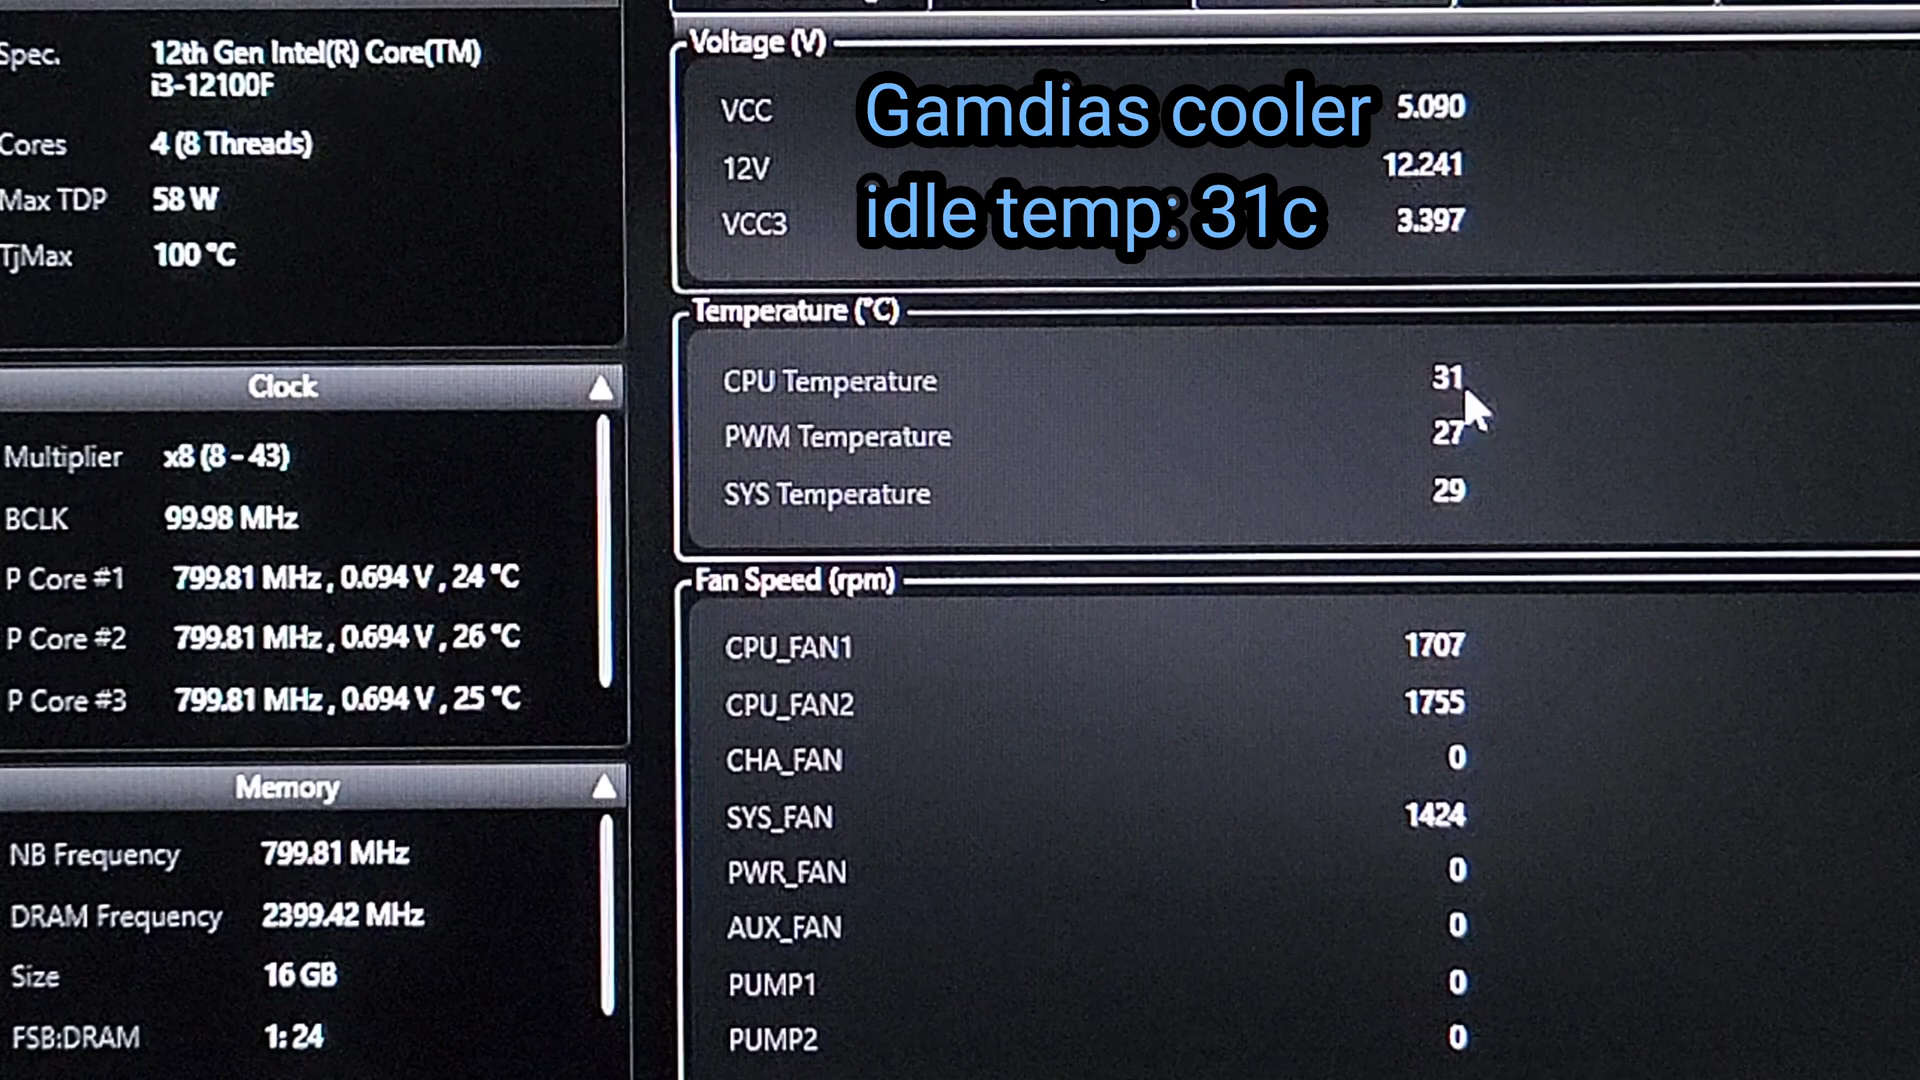 Spec. 12th Gen Intel(R) Core(TM)
i3-12100F
Cores 4 (8 Threads)
Max TDP 58 W
TjMax 100 °C
Clock
Multiplier x8 (8 - 43)
BCLK 99.98 MHz
P Core #1 799.81 MHz , 0.694 V , 24 °C
P Core #2 799.81 MHz , 0.694 V , 26 °C
P Core #3 799.81 MHz , 0.694 V , 25 °C
Memory
NB Frequency 799.81 MHz
DRAM Frequency 2399.42 MHz
Size 16 GB
FSB:DRAM 1: 24
Voltage (V)
VCC 5.090
12V 12.241
VCC3 3.397
Gamdias cooler
idle temp: 31c
Temperature (°C)
CPU Temperature 31
PWM Temperature 27
SYS Temperature 29
Fan Speed (rpm)
CPU_FAN1 1707
CPU_FAN2 1755
CHA_FAN 0
SYS_FAN 1424
PWR_FAN 0
AUX_FAN 0
PUMP1 0
PUMP2 0